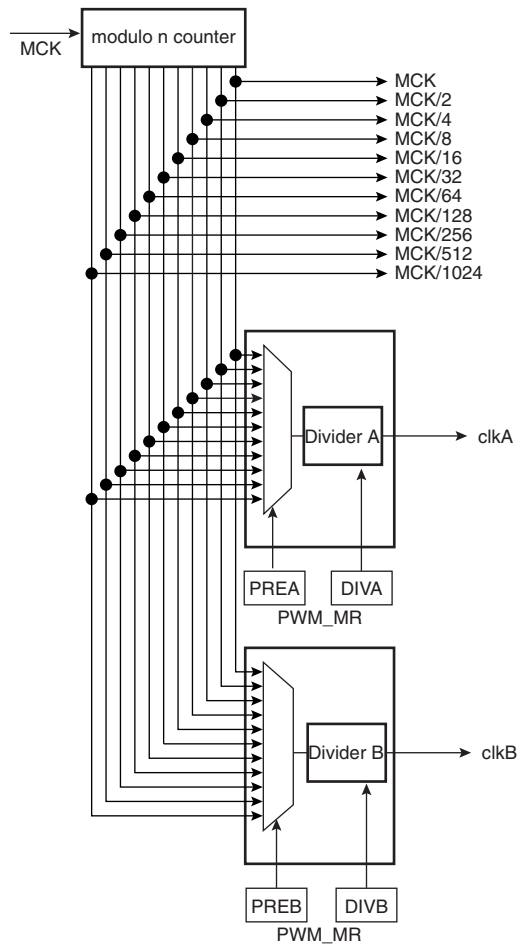 modulo n counter
MCK
MCK
MCK/2
MCK/4
MCK/8
MCK/16
MCK/32
MCK/64
MCK/128
MCK/256
MCK/512
MCK/1024
Divider A
clkA
PREA
DIVA
PWM_MR
Divider B
clkB
PREB
DIVB
PWM_MR